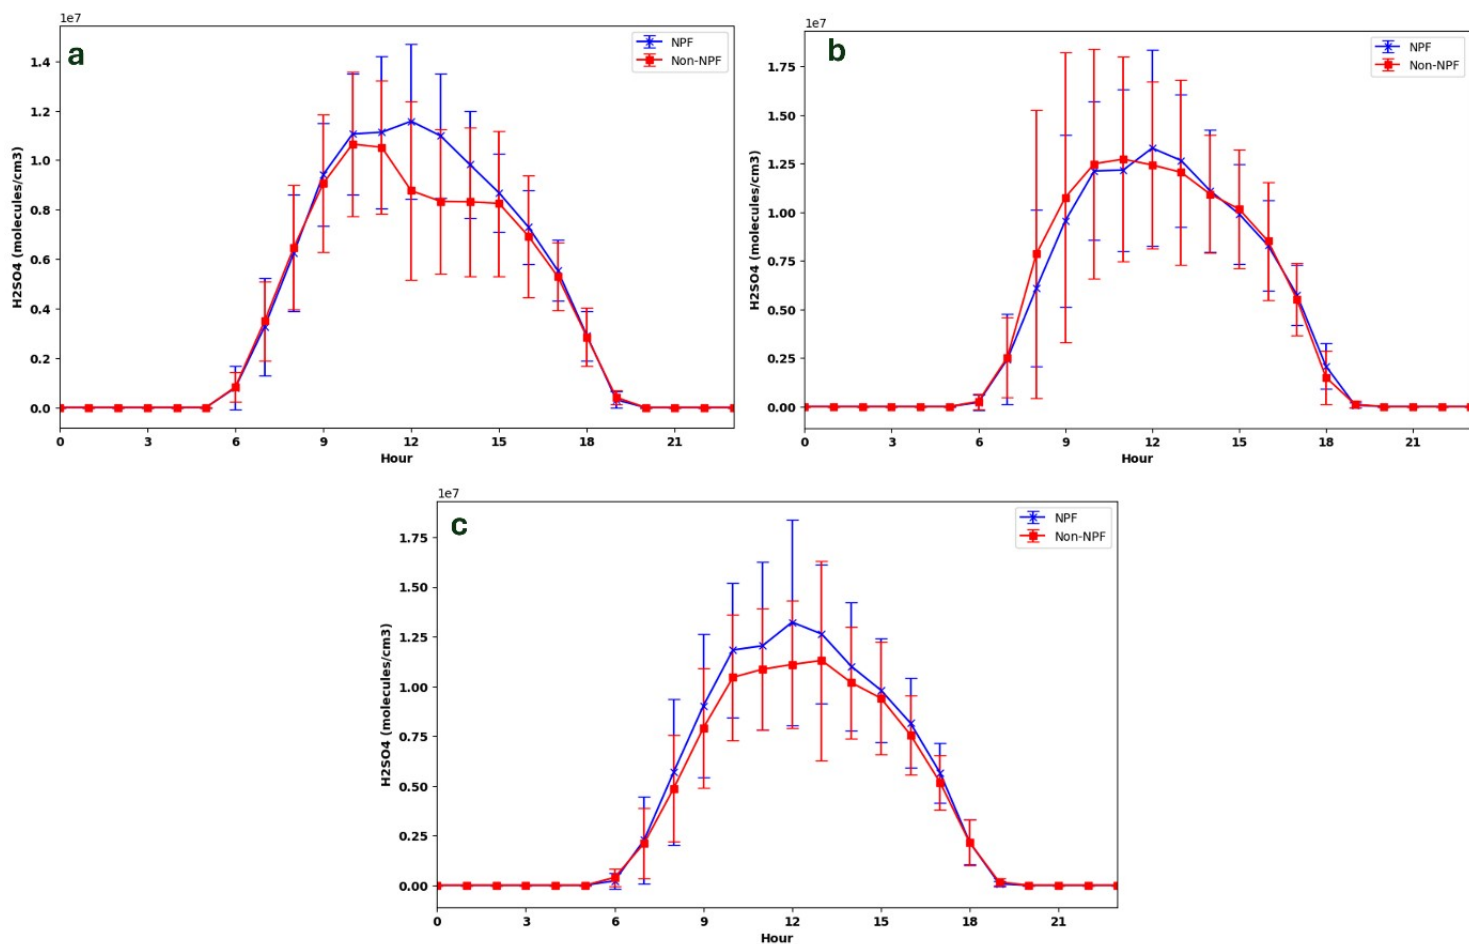 1e7
a
NPF
Non-NPF
1.4
1.2
1.0
0.8
0.6
0.4
0.2
0.0
H2SO4 (molecules/cm3)
0 3 6 9 12 15 18 21
Hour
1e7
b
NPF
Non-NPF
1.75
1.50
1.25
1.00
0.75
0.50
0.25
0.00
H2SO4 (molecules/cm3)
0 3 6 9 12 15 18 21
Hour
1e7
c
NPF
Non-NPF
1.75
1.50
1.25
1.00
0.75
0.50
0.25
0.00
H2SO4 (molecules/cm3)
0 3 6 9 12 15 18 21
Hour